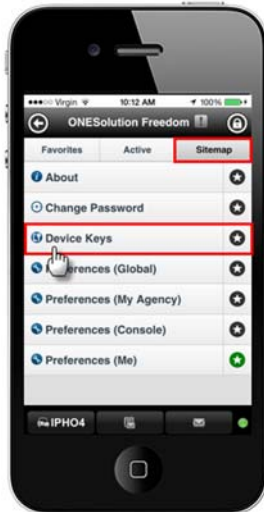 Virgin 10:12 AM 100%
ONESolution Freedom
Favorites Active Sitemap
About
Change Password
Device Keys
Preferences (Global)
Preferences (My Agency)
Preferences (Console)
Preferences (Me)
IPHO4